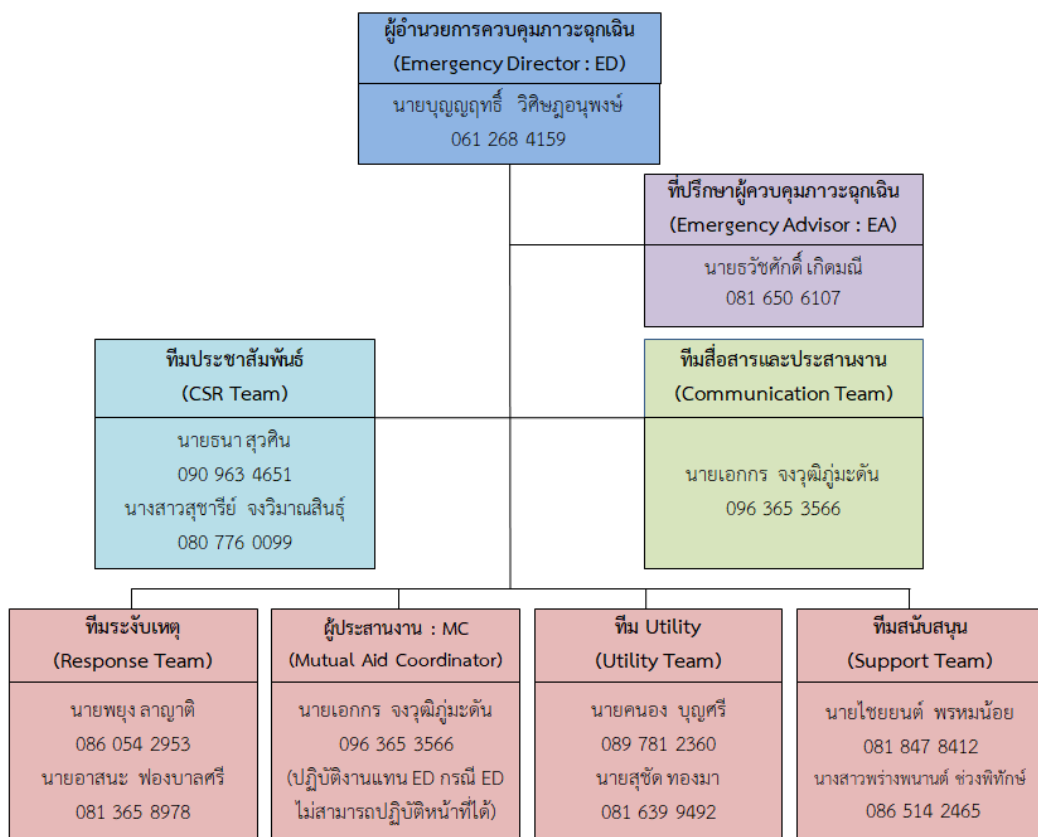 ผู้อำนวยการควบคุมภาวะฉุกเฉิน
(Emergency Director : ED)
นายบุญญฤทธิ์ วิศิษฎอนุพงษ์
061 268 4159
ที่ปรึกษาผู้ควบคุมภาวะฉุกเฉิน
(Emergency Advisor : EA)
นายธวัชศักดิ์ เกิดมณี
081 650 6107
ทีมประชาสัมพันธ์
(CSR Team)
นายธนา สุวศิน
090 963 4651
นางสาวสุชารีย์ จงวิมาณสินธุ์
080 776 0099
ทีมสื่อสารและประสานงาน
(Communication Team)
นายเอกกร จงวุฒิภู่มะดัน
096 365 3566
ทีมระงับเหตุ
(Response Team)
นายพยุง ลาญาติ
086 054 2953
นายอาสนะ ฟองบาลศรี
081 365 8978
ผู้ประสานงาน : MC
(Mutual Aid Coordinator)
นายเอกกร จงวุฒิภู่มะดัน
096 365 3566
(ปฏิบัติงานแทน ED กรณี ED
ไม่สามารถปฏิบัติหน้าที่ได้)
ทีม Utility
(Utility Team)
นายคนอง บุญศรี
089 781 2360
นายสุชัด ทองมา
081 639 9492
ทีมสนับสนุน
(Support Team)
นายไชยยนต์ พรหมน้อย
081 847 8412
นางสาวพร่างพนานต์ ช่วงพิทักษ์
086 514 2465